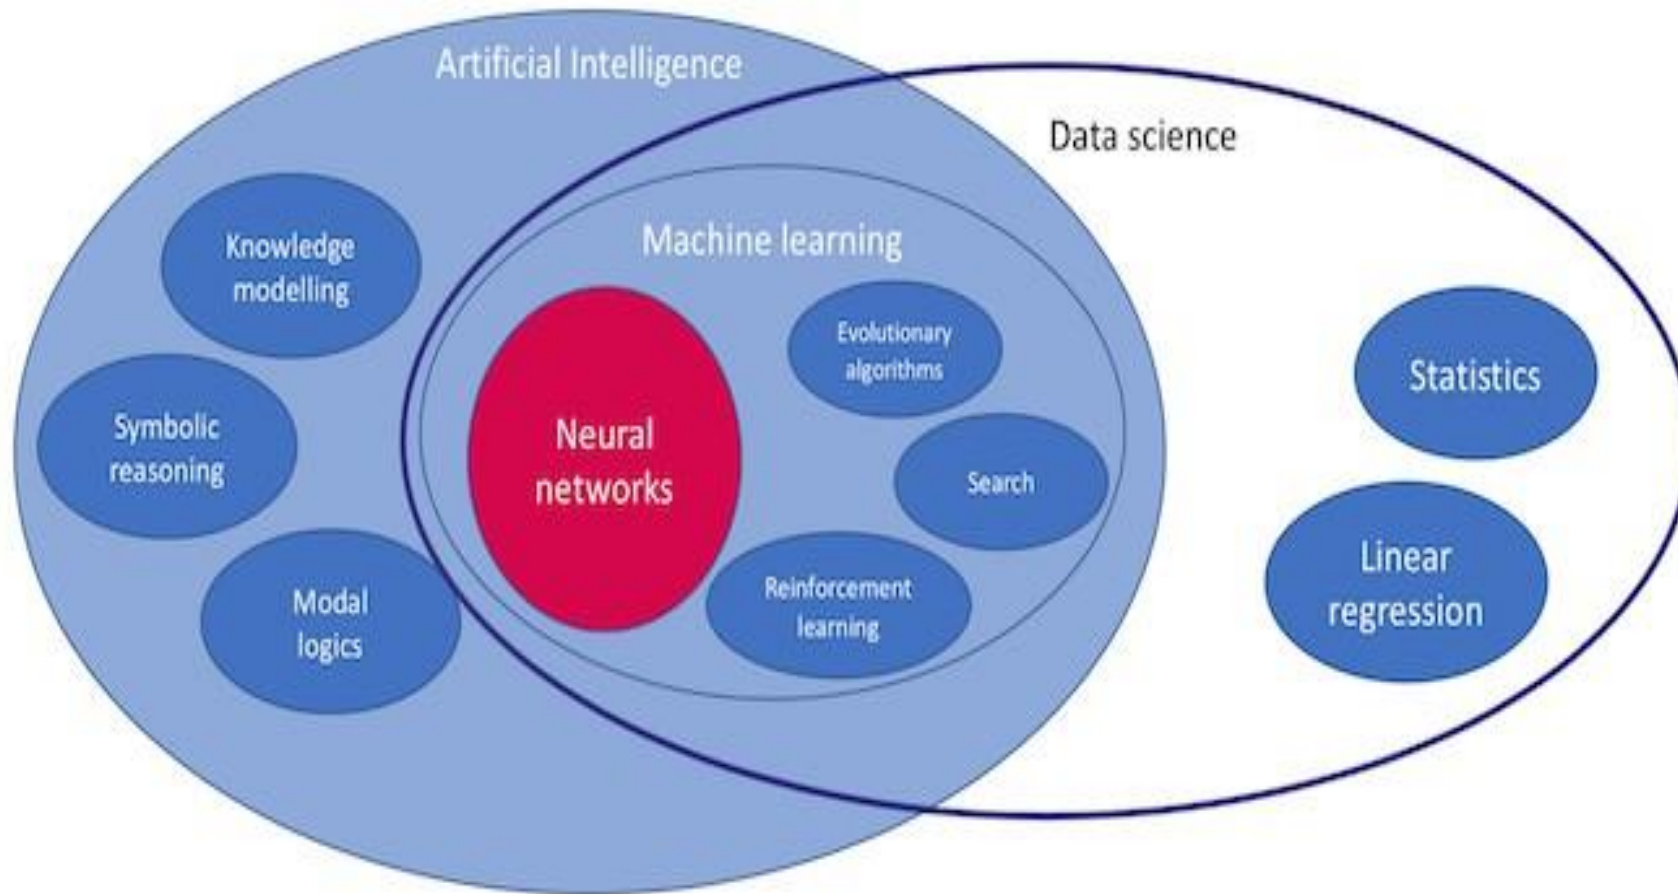 Artificial Intelligence
Data science
Machine learning
Knowledge
modelling
Symbolic
reasoning
Modal
logics
Neural
networks
Evolutionary
algorithms
Search
Reinforcement
learning
Statistics
Linear
regression